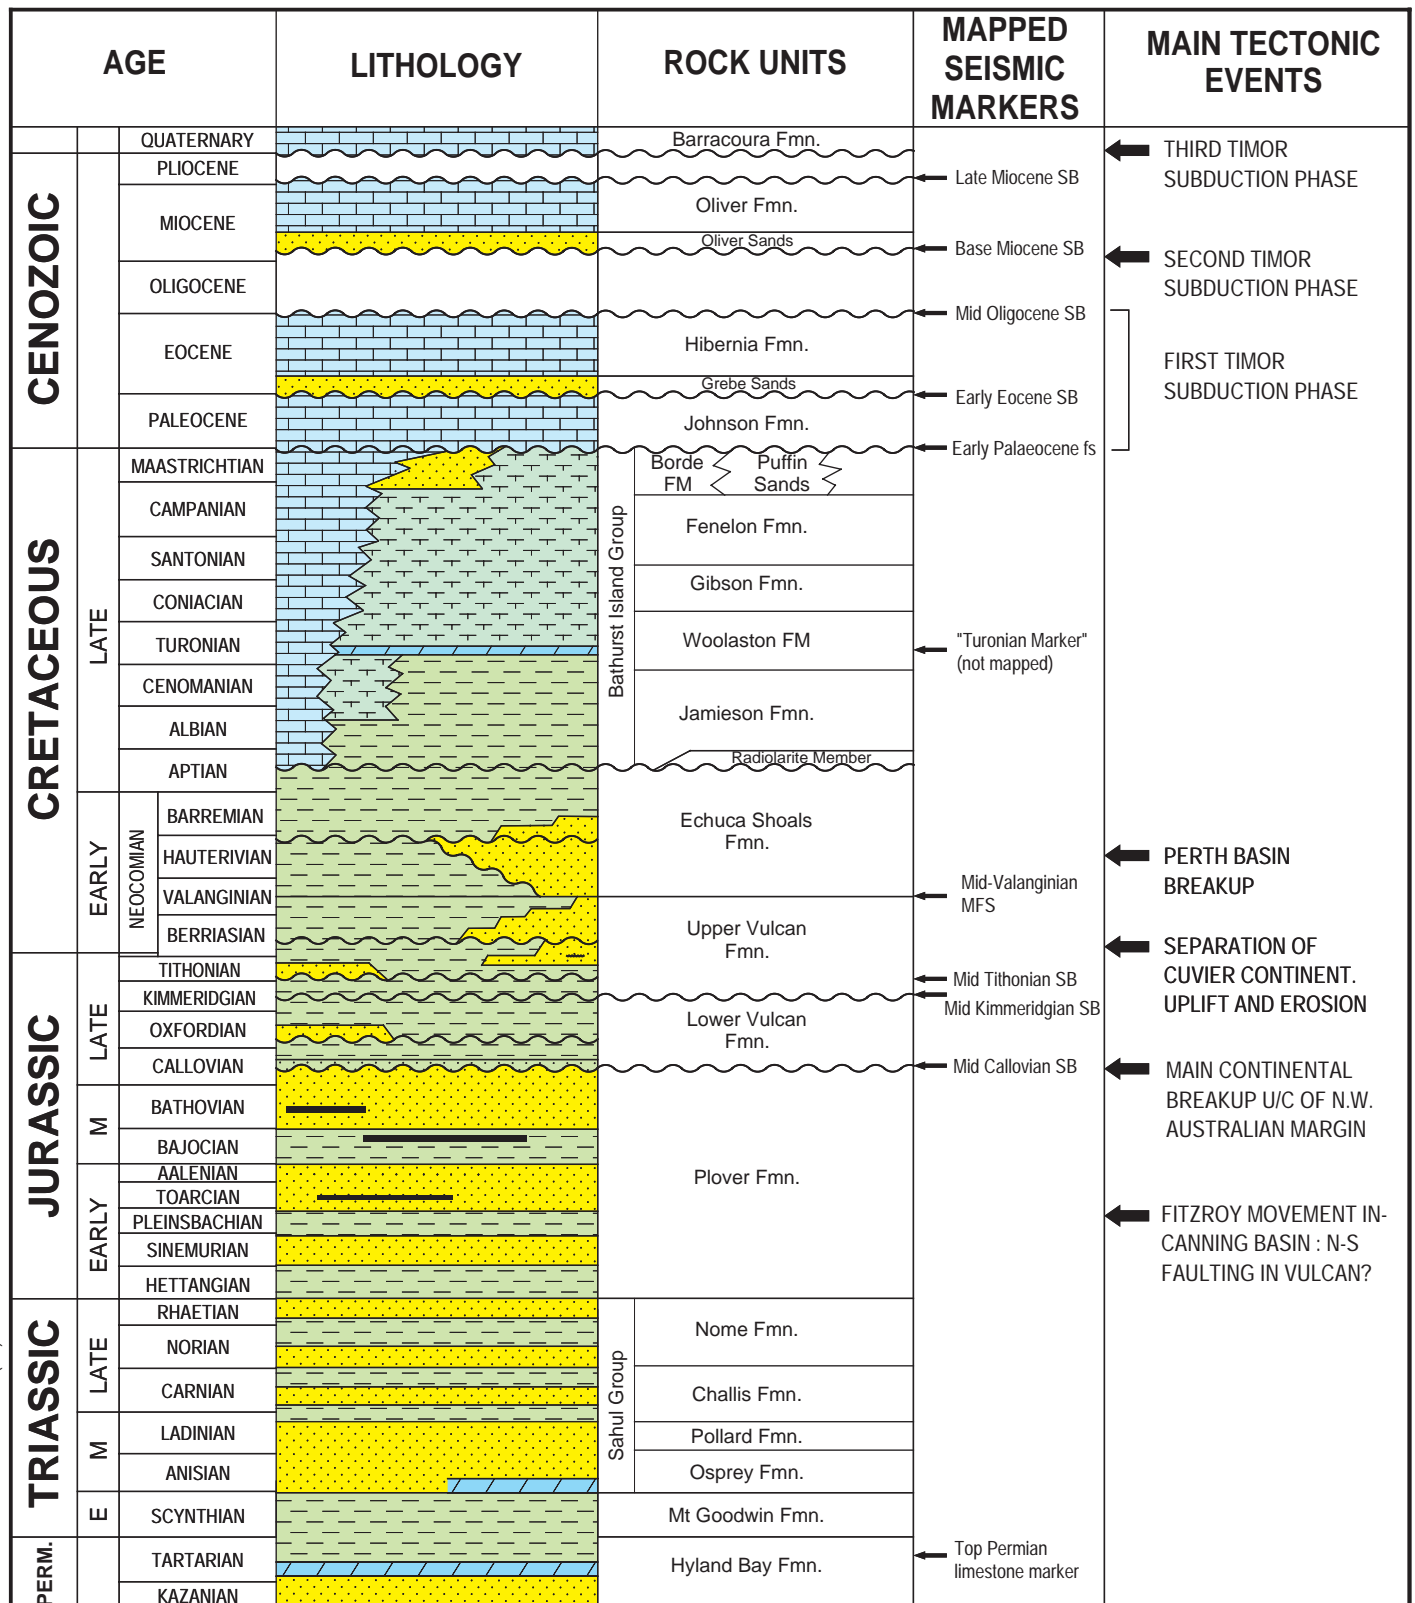 AGE
LITHOLOGY
ROCK UNITS
MAPPED
SEISMIC
MARKERS
MAIN TECTONIC
EVENTS
CENOZOIC
QUATERNARY
PLIOCENE
MIOCENE
OLIGOCENE
EOCENE
PALEOCENE
CRETACEOUS
LATE
MAASTRICHTIAN
CAMPANIAN
SANTONIAN
CONIACIAN
TURONIAN
CENOMANIAN
ALBIAN
APTIAN
EARLY
NEOCOMIAN
BARREMIAN
HAUTERIVIAN
VALANGINIAN
BERRIASIAN
JURASSIC
LATE
TITHONIAN
KIMMERIDGIAN
OXFORDIAN
CALLOVIAN
M
BATHOVIAN
BAJOCIAN
EARLY
AALENIAN
TOARCIAN
PLEINSBACHIAN
SINEMURIAN
HETTANGIAN
TRIASSIC
LATE
RHAETIAN
NORIAN
CARNIAN
M
LADINIAN
ANISIAN
E
SCYNTHIAN
PERM.
TARTARIAN
KAZANIAN
Barracoura Fmn.
Oliver Fmn.
Oliver Sands
Hibernia Fmn.
Grebe Sands
Johnson Fmn.
Bathurst Island Group
Borde
FM
Puffin
Sands
Fenelon Fmn.
Gibson Fmn.
Woolaston FM
Jamieson Fmn.
Radiolarite Member
Echuca Shoals
Fmn.
Upper Vulcan
Fmn.
Lower Vulcan
Fmn.
Plover Fmn.
Sahul Group
Nome Fmn.
Challis Fmn.
Pollard Fmn.
Osprey Fmn.
Mt Goodwin Fmn.
Hyland Bay Fmn.
Late Miocene SB
Base Miocene SB
Mid Oligocene SB
Early Eocene SB
Early Palaeocene fs
"Turonian Marker"
(not mapped)
Mid-Valanginian
MFS
Mid Tithonian SB
Mid Kimmeridgian SB
Mid Callovian SB
Top Permian
limestone marker
THIRD TIMOR
SUBDUCTION PHASE
SECOND TIMOR
SUBDUCTION PHASE
FIRST TIMOR
SUBDUCTION PHASE
PERTH BASIN
BREAKUP
SEPARATION OF
CUVIER CONTINENT.
UPLIFT AND EROSION
MAIN CONTINENTAL
BREAKUP U/C OF N.W.
AUSTRALIAN MARGIN
FITZROY MOVEMENT IN-
CANNING BASIN : N-S
FAULTING IN VULCAN?